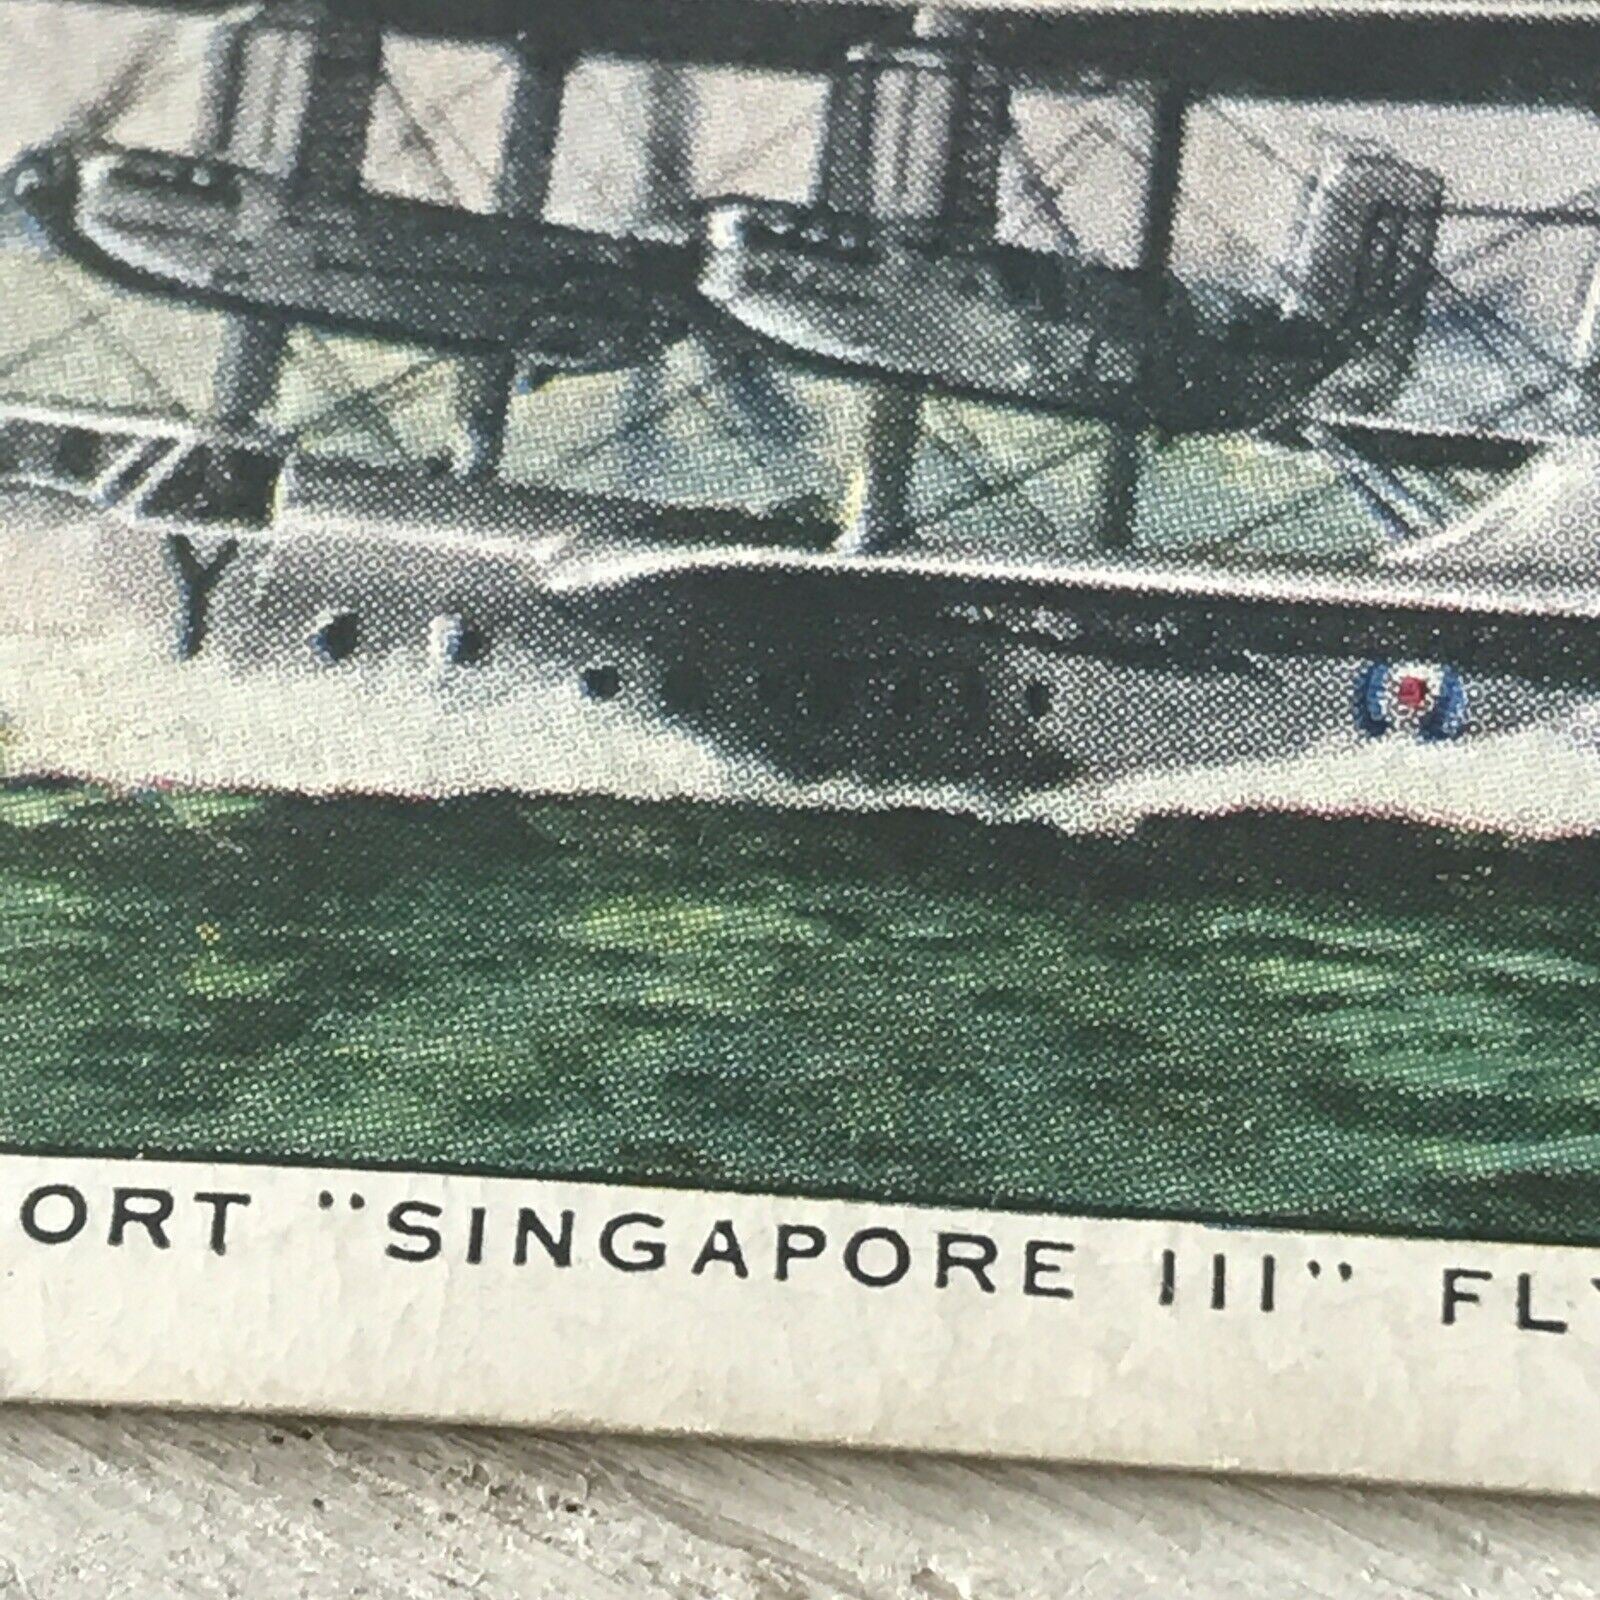 Y
ORT "SINGAPORE III" FL